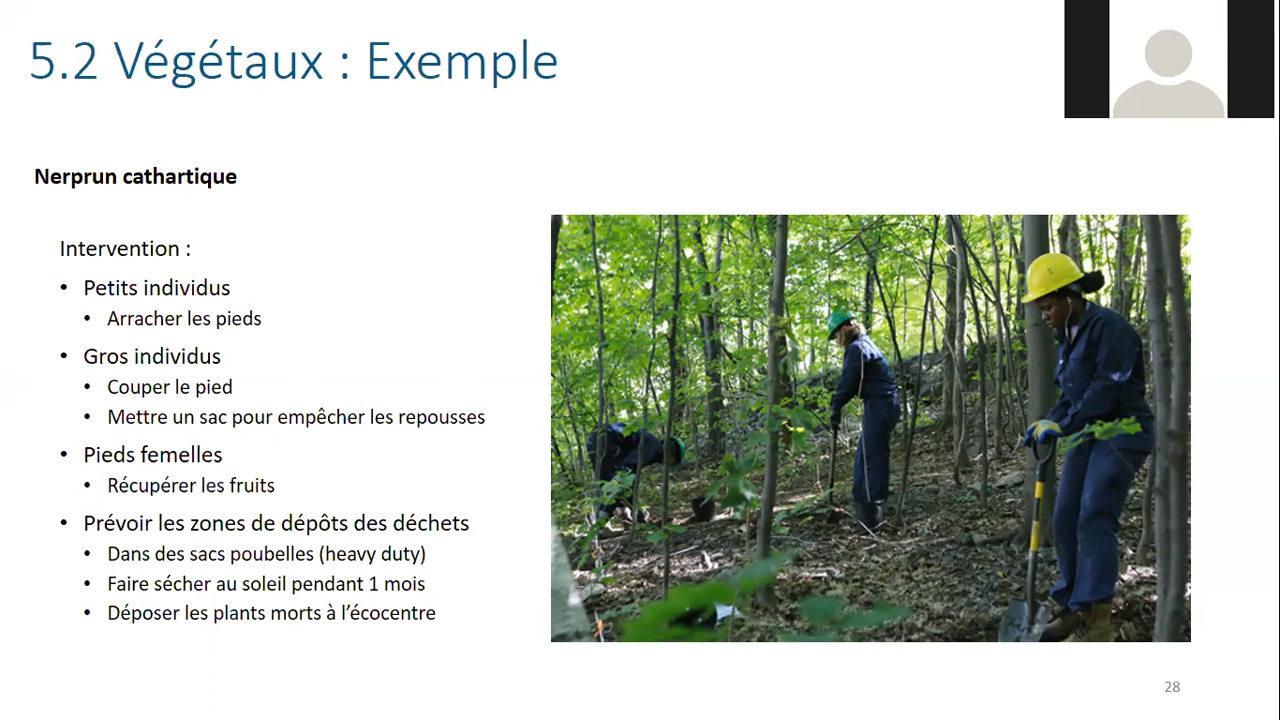 5.2 Végétaux : Exemple
Nerprun cathartique
Intervention :
• Petits individus
• Arracher les pieds
• Gros individus
• Couper le pied
• Mettre un sac pour empêcher les repousses
• Pieds femelles
• Récupérer les fruits
• Prévoir les zones de dépôts des déchets
• Dans des sacs poubelles (heavy duty)
• Faire sécher au soleil pendant 1 mois
• Déposer les plants morts à l’écocentre
28